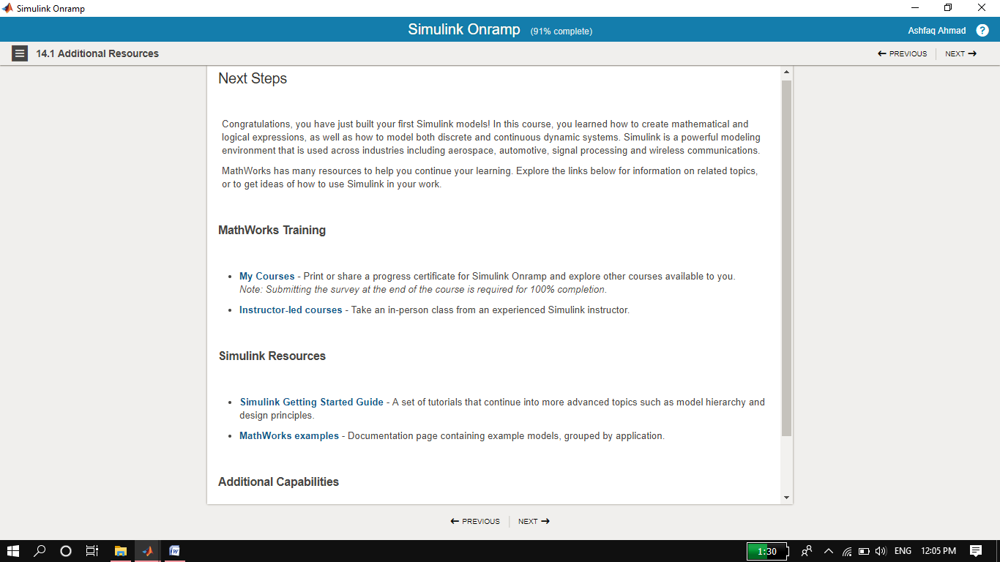 Simulink Onramp
Simulink Onramp (91% complete)
Ashfaq Ahmad ?
14.1 Additional Resources
PREVIOUS NEXT
Next Steps
Congratulations, you have just built your first Simulink models! In this course, you learned how to create mathematical and
logical expressions, as well as how to model both discrete and continuous dynamic systems. Simulink is a powerful modeling
environment that is used across industries including aerospace, automotive, signal processing and wireless communications.
MathWorks has many resources to help you continue your learning. Explore the links below for information on related topics,
or to get ideas of how to use Simulink in your work.
MathWorks Training
• My Courses - Print or share a progress certificate for Simulink Onramp and explore other courses available to you.
Note: Submitting the survey at the end of the course is required for 100% completion.
• Instructor-led courses - Take an in-person class from an experienced Simulink instructor.
Simulink Resources
• Simulink Getting Started Guide - A set of tutorials that continue into more advanced topics such as model hierarchy and
design principles.
• MathWorks examples - Documentation page containing example models, grouped by application.
Additional Capabilities
PREVIOUS NEXT
1:30 ENG 12:05 PM